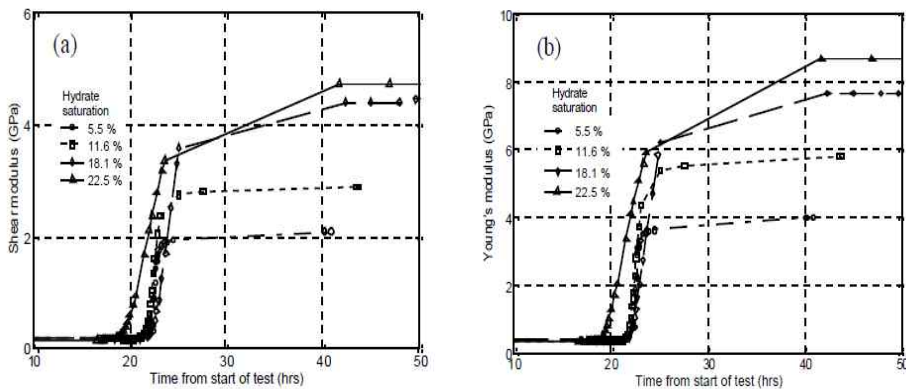 (a)
Shear modulus (GPa)
6
4
2
0
Hydrate
saturation
5.5 %
11.6 %
18.1 %
22.5 %
10 20 30 40 50
Time from start of test (hrs)
(b)
Young's modulus (GPa)
10
8
6
4
2
0
Hydrate
saturation
5.5 %
11.6 %
18.1 %
22.5 %
10 20 30 40 50
Time from start of test (hrs)